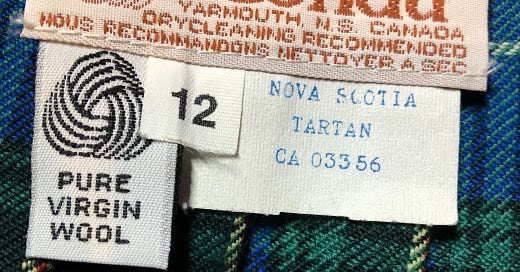 YARMOUTH, N.S. CANADA
DRYCLEANING RECOMMENDED
NOUS RECOMMANDONS NETTOYER A SEC
12
NOVA SCOTIA
TARTAN
CA 03356
PURE
VIRGIN
WOOL